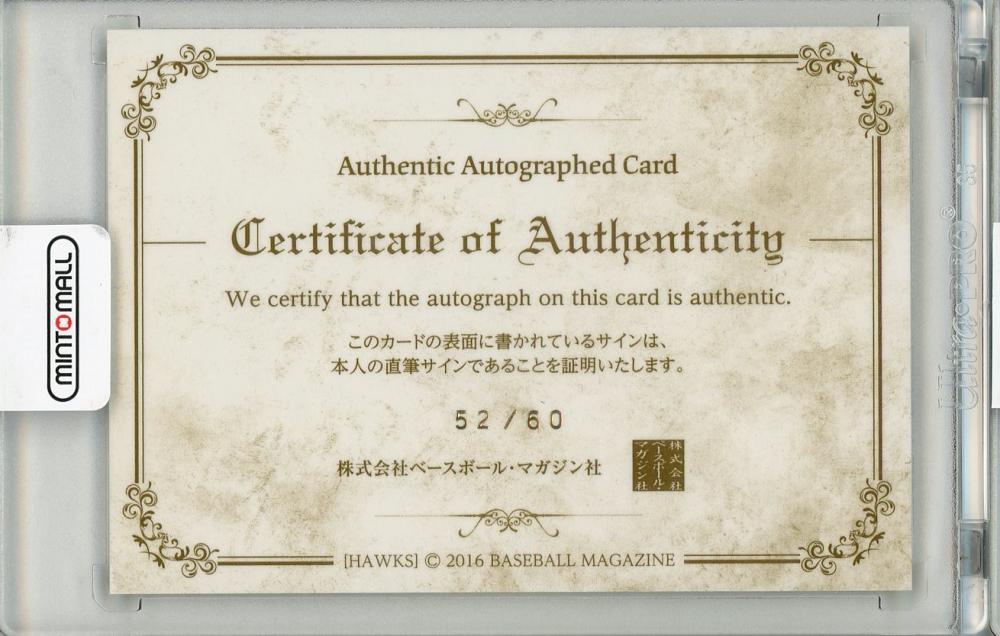 Authentic Autographed Card
Certificate of Authenticity
We certify that the autograph on this card is authentic.
このカードの表面に書かれているサインは、
本人の直筆サインであることを証明いたします。
52/60
株式会社ベースボール・マガジン社
株式会社
ベースボール・
マガジン社
[HAWKS] © 2016 BASEBALL MAGAZINE
MINTOMALL
Ultra PRO®
35